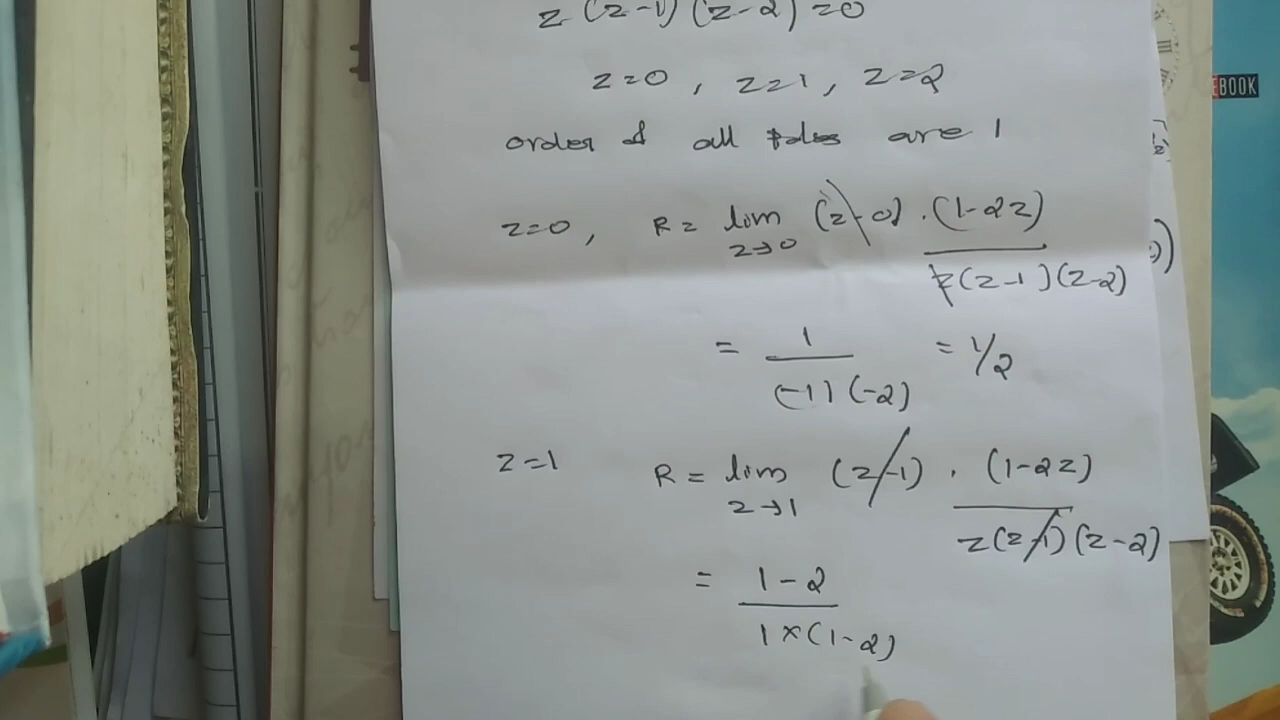 z (z-1) (z-2) = 0
z=0, z=1, z=2
order of all poles are 1
z=0, R = lim z→0 (z-0) . (1-2z) / z(z-1)(z-2)
= 1 / (-1)(-2) = 1/2
z=1 R = lim z→1 (z-1) . (1-2z) / z(z-1)(z-2)
= 1-2 / 1×(1-2)
EBOOK